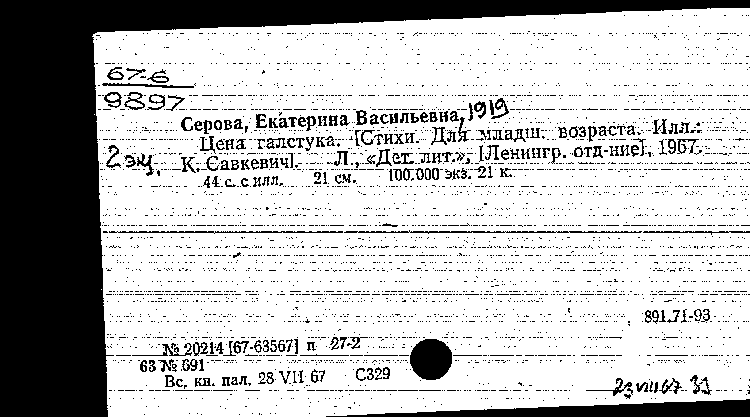 67-6
9897
Серова, Екатерина Васильевна, 1919
Цена галстука. [Стихи. Для младш. возраста. Илл.:
2 экз. К. Савкевич]. Л., «Дет. лит.», [Ленингр. отд-ние], 1967.
44 с. с илл. 21 см. 100.000 экз. 21 к.
891.71-93
№ 20214 [67-63567] п 27-2
63 № 691
Вс. кн. пал. 28 VII 67 С329
23 VIII 67